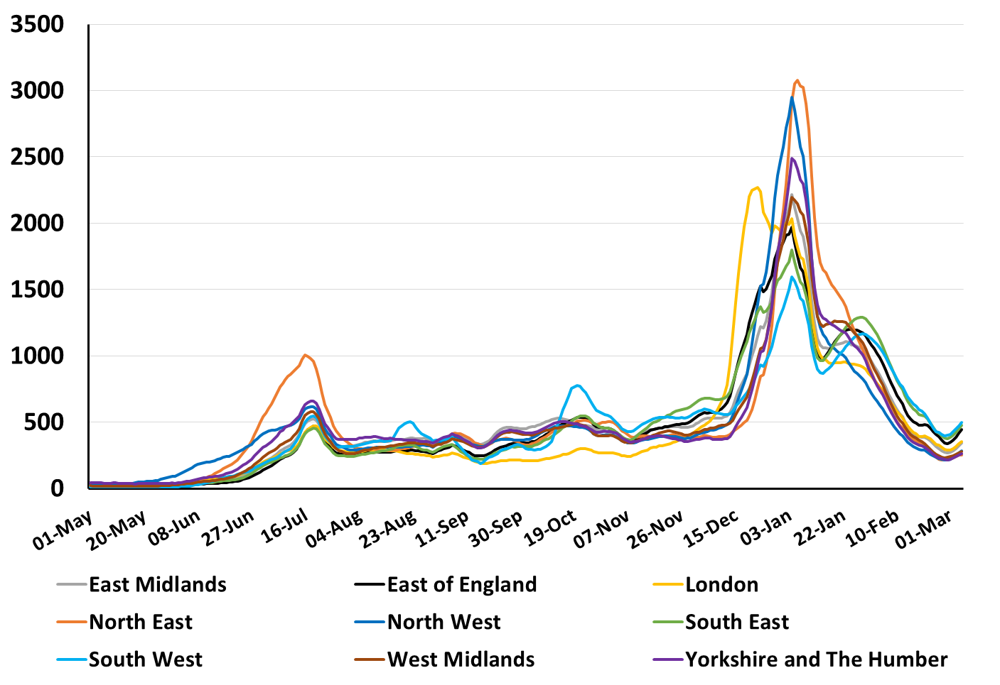 3500
3000
2500
2000
1500
1000
500
0
01-May 20-May 08-Jun 27-Jun 16-Jul 04-Aug 23-Aug 11-Sep 30-Sep 19-Oct 07-Nov 26-Nov 15-Dec 03-Jan 22-Jan 10-Feb 01-Mar
East Midlands East of England London
North East North West South East
South West West Midlands Yorkshire and The Humber